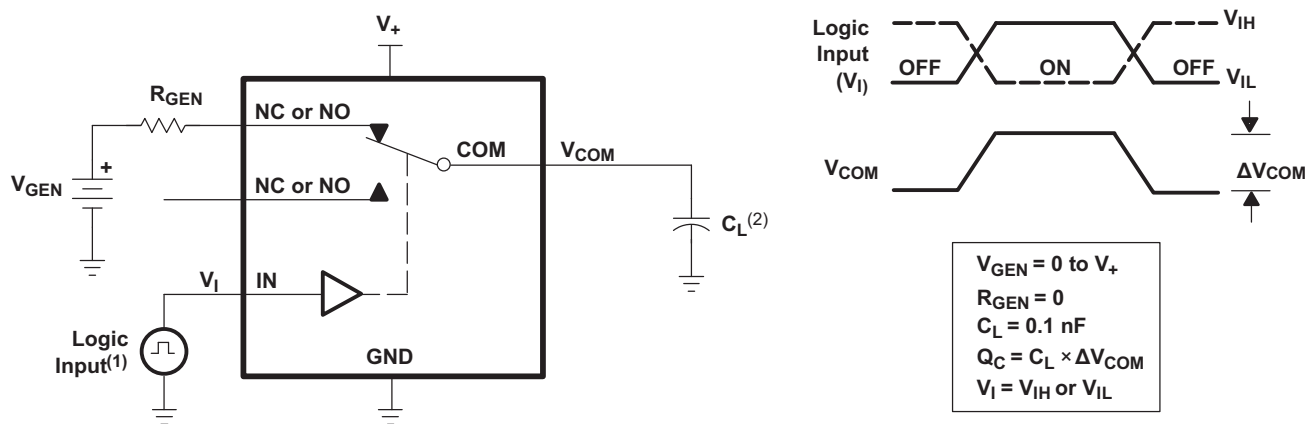 V+
RGEN
NC or NO
COM
VCOM
VGEN
+
NC or NO
CL(2)
VI
IN
Logic
Input(1)
GND
Logic
Input
(VI)
VIH
OFF
ON
OFF
VIL
VCOM
ΔVCOM
VGEN = 0 to V+
RGEN = 0
CL = 0.1 nF
QC = CL × ΔVCOM
VI = VIH or VIL